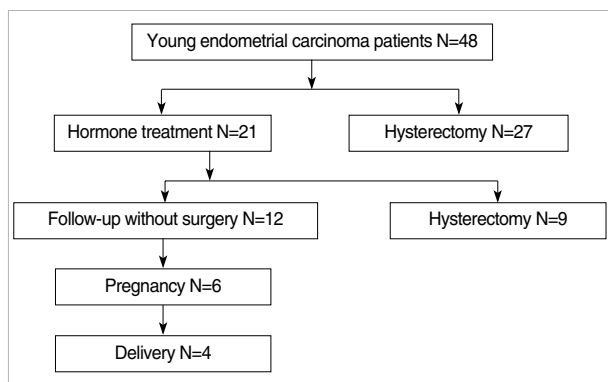 Young endometrial carcinoma patients N=48
Hormone treatment N=21
Hysterectomy N=27
Follow-up without surgery N=12
Hysterectomy N=9
Pregnancy N=6
Delivery N=4